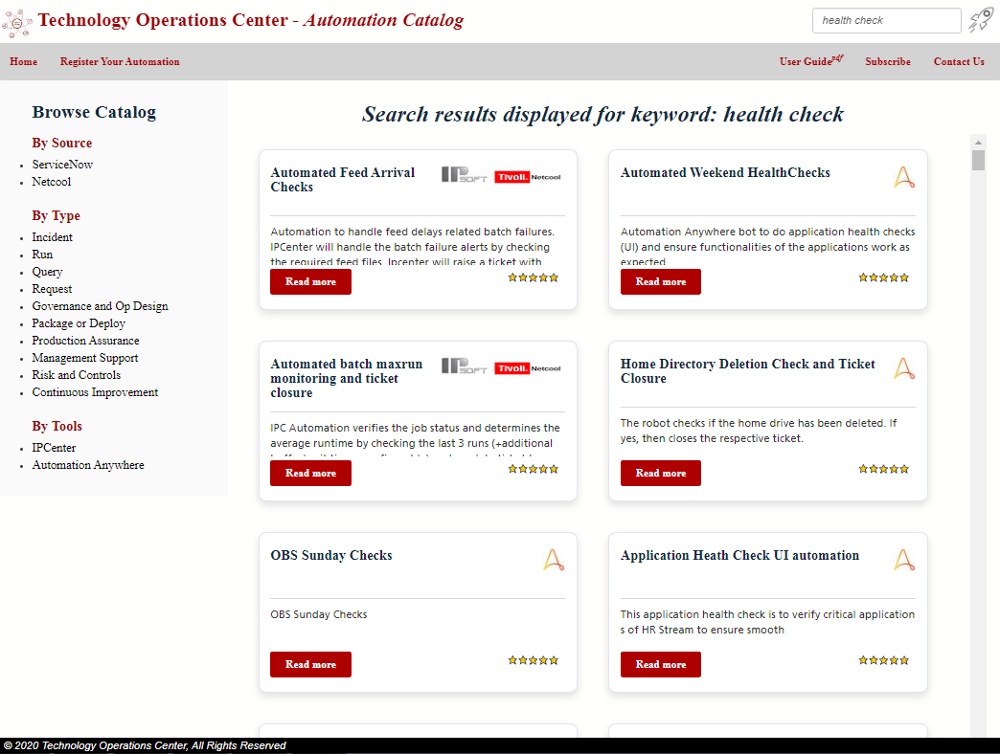 Technology Operations Center - Automation Catalog
health check
Home
Register Your Automation
User Guide pdf
Subscribe
Contact Us
Browse Catalog
By Source
ServiceNow
Netcool
By Type
Incident
Run
Query
Request
Governance and Op Design
Package or Deploy
Production Assurance
Management Support
Risk and Controls
Continuous Improvement
By Tools
IPCenter
Automation Anywhere
Search results displayed for keyword: health check
Automated Feed Arrival
Checks
IPSOFT
Tivoli. Netcool
Automation to handle feed delays related batch failures.
IPCenter will handle the batch failure alerts by checking
the required feed files. Ipcenter will raise a ticket with
Read more
Automated Weekend HealthChecks
Automation Anywhere bot to do application health checks
(UI) and ensure functionalities of the applications work as
expected
Read more
Automated batch maxrun
monitoring and ticket
closure
IPSOFT
Tivoli. Netcool
IPC Automation verifies the job status and determines the
average runtime by checking the last 3 runs (+additional
Read more
Home Directory Deletion Check and Ticket
Closure
The robot checks if the home drive has been deleted. If
yes, then closes the respective ticket.
Read more
OBS Sunday Checks
OBS Sunday Checks
Read more
Application Heath Check UI automation
This application health check is to verify critical application
s of HR Stream to ensure smooth
Read more
© 2020 Technology Operations Center, All Rights Reserved